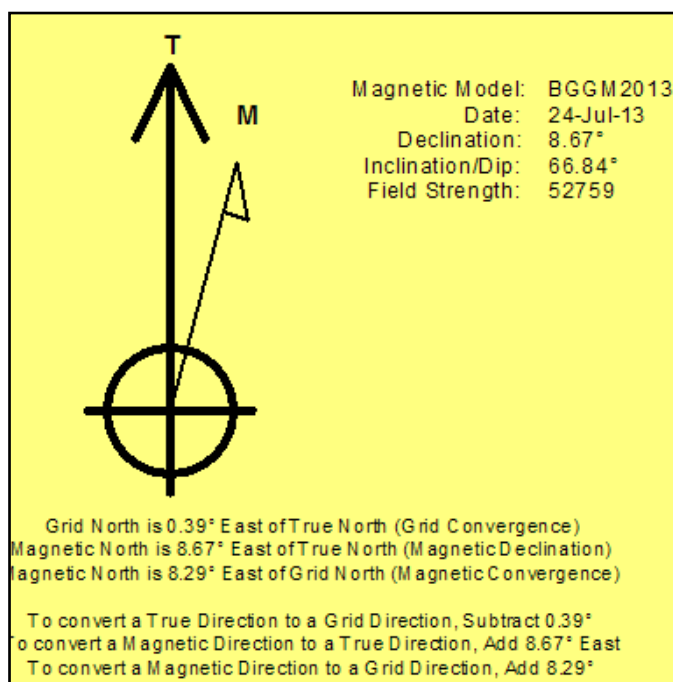 T
M
Magnetic Model: BGGM2013
Date: 24-Jul-13
Declination: 8.67°
Inclination/Dip: 66.84°
Field Strength: 52759
Grid North is 0.39° East of True North (Grid Convergence)
Magnetic North is 8.67° East of True North (Magnetic Declination)
Magnetic North is 8.29° East of Grid North (Magnetic Convergence)
To convert a True Direction to a Grid Direction, Subtract 0.39°
To convert a Magnetic Direction to a True Direction, Add 8.67° East
To convert a Magnetic Direction to a Grid Direction, Add 8.29°